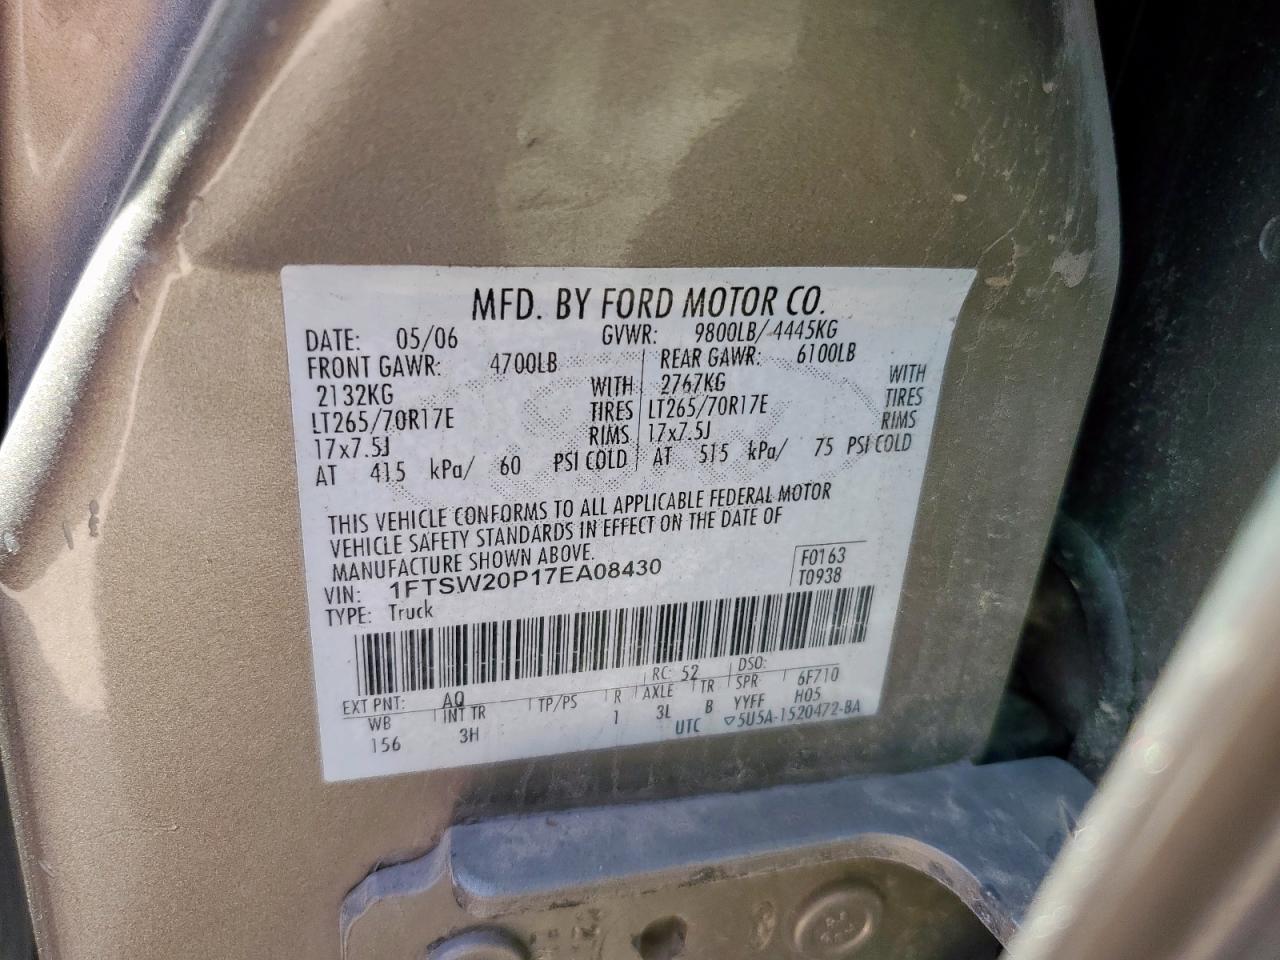 MFD. BY FORD MOTOR CO.
DATE: 05/06 GVWR: 9800LB/ 4445KG
FRONT GAWR: 4700LB REAR GAWR: 6100LB
2132KG WITH 2767KG WITH
LT265/70R17E TIRES LT265/70R17E TIRES
17x7.5J RIMS 17x7.5J RIMS
AT 415 kPa/ 60 PSI COLD AT 515 kPa/ 75 PSI COLD
THIS VEHICLE CONFORMS TO ALL APPLICABLE FEDERAL MOTOR
VEHICLE SAFETY STANDARDS IN EFFECT ON THE DATE OF
MANUFACTURE SHOWN ABOVE.
VIN: 1FTSW20P17EA08430 F0163
TYPE: Truck T0938
EXT PNT: AQ RC: 52 DSO:
WB INT TR TP/PS R AXLE TR SPR 6F710
156 3H 1 3L B YYFF H05
UTC ▽5U5A-1520472-BA